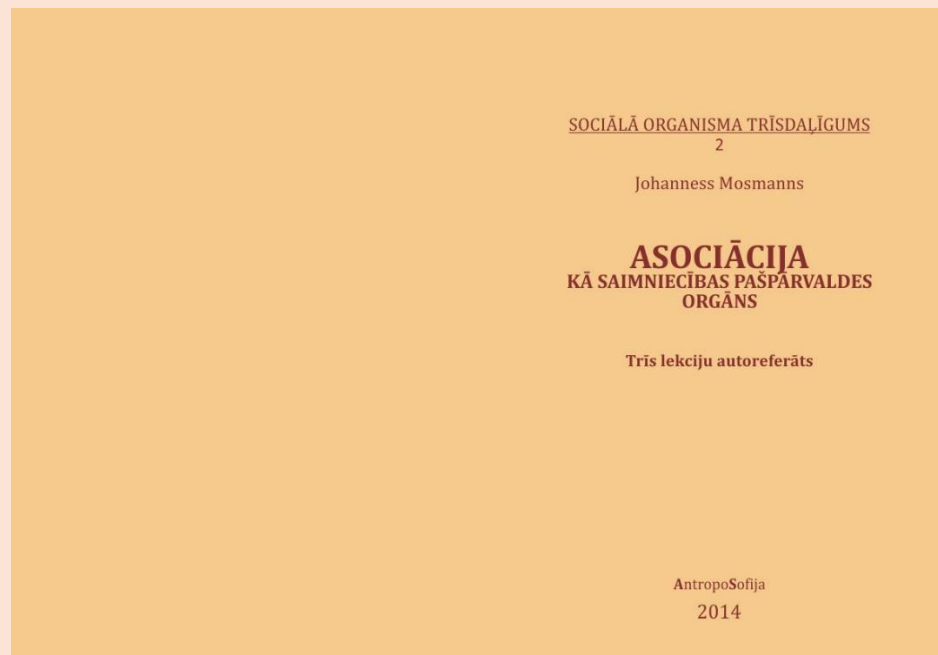 SOCIĀLĀ ORGANISMA TRĪSDAĻĪGUMS
2
Johanness Mosmanns
ASOCIĀCIJA
KĀ SAIMNIECĪBAS PAŠPĀRVALDES
ORGĀNS
Trīs lekciju autoreferāts
AntropoSofija
2014